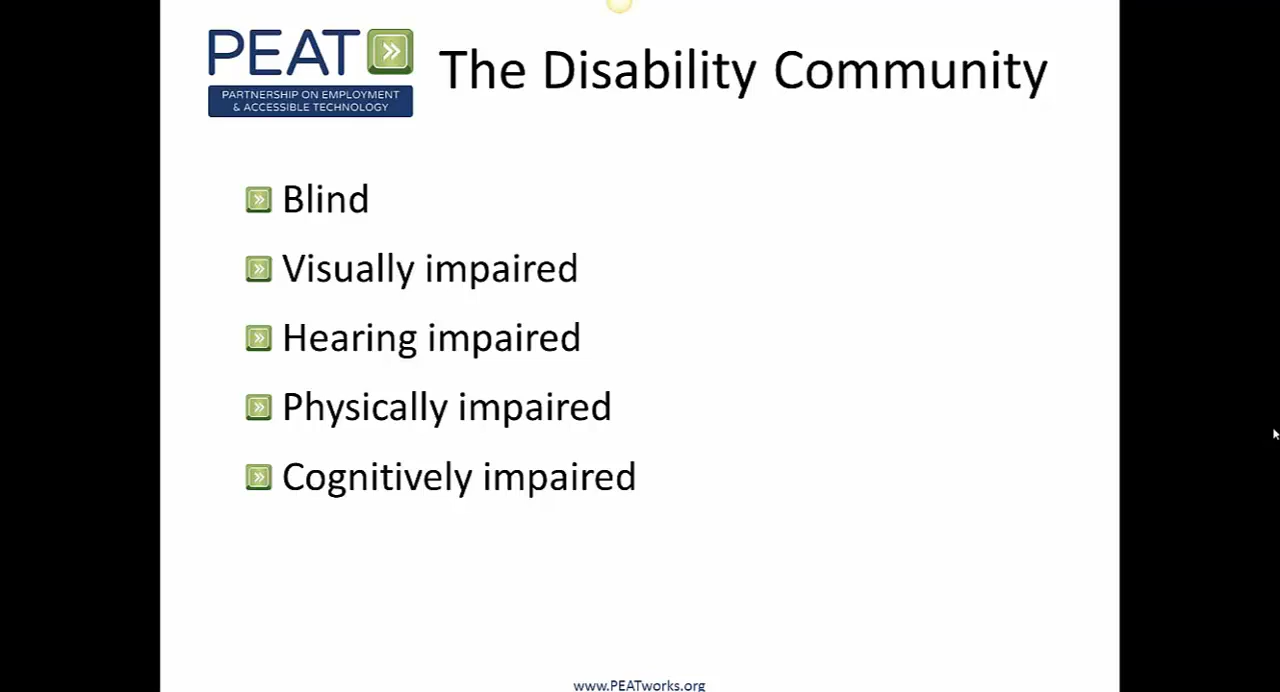 PEAT
PARTNERSHIP ON EMPLOYMENT
& ACCESSIBLE TECHNOLOGY
The Disability Community
Blind
Visually impaired
Hearing impaired
Physically impaired
Cognitively impaired
www.PEATworks.org